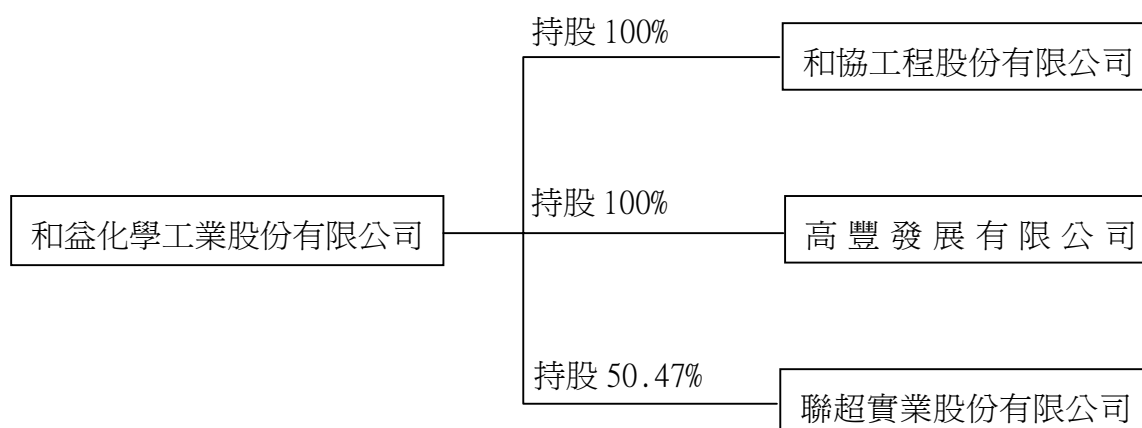 持股 100%
和協工程股份有限公司
持股 100%
和益化學工業股份有限公司
高豐發展有限公司
持股 50.47%
聯超實業股份有限公司